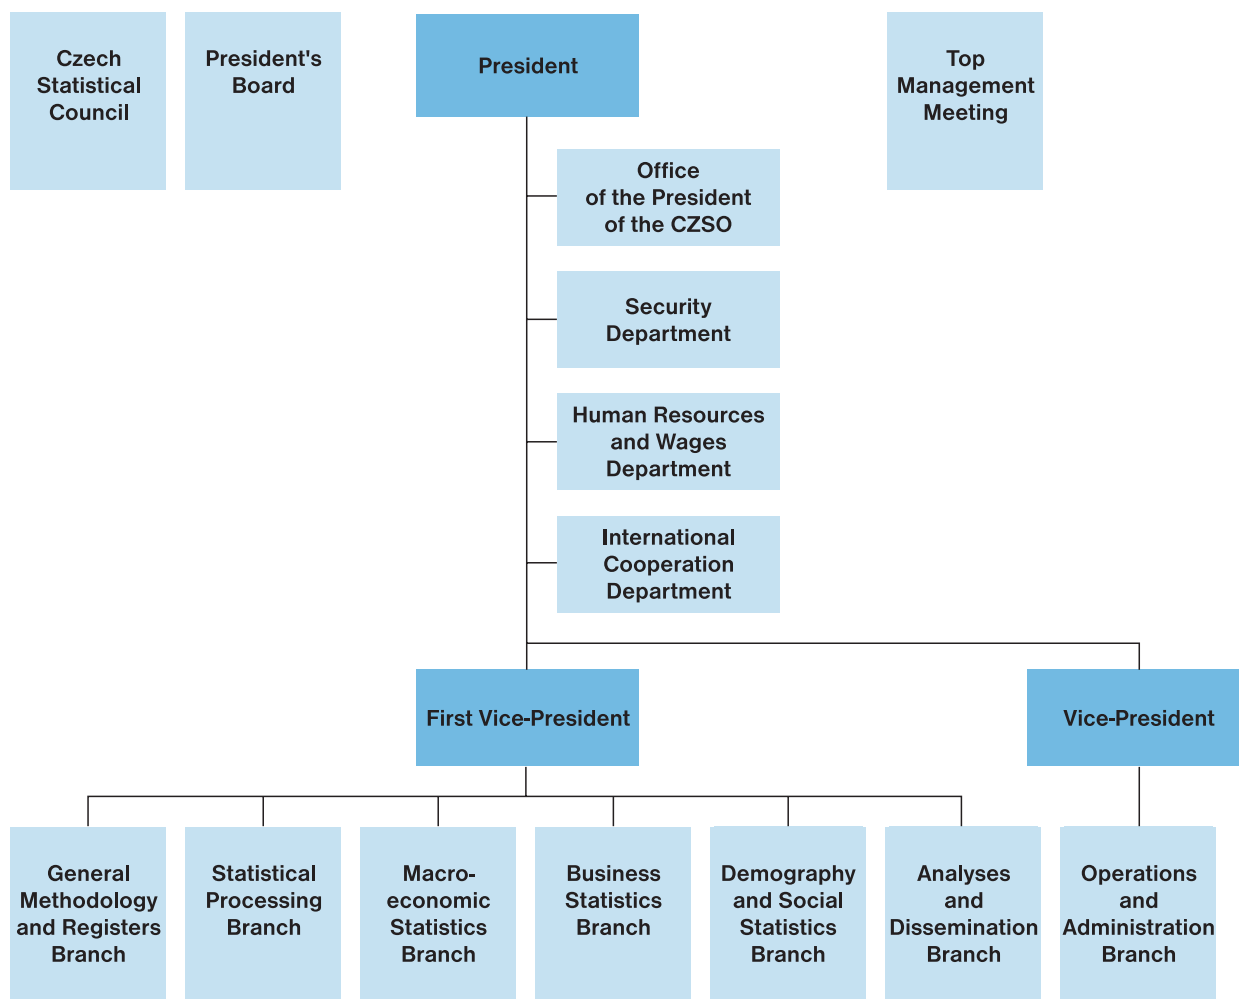 Czech
Statistical
Council
President's
Board
President
Top
Management
Meeting
Office
of the President
of the CZSO
Security
Department
Human Resources
and Wages
Department
International
Cooperation
Department
First Vice-President
Vice-President
General
Methodology
and Registers
Branch
Statistical
Processing
Branch
Macro-
economic
Statistics
Branch
Business
Statistics
Branch
Demography
and Social
Statistics
Branch
Analyses
and
Dissemination
Branch
Operations
and
Administration
Branch